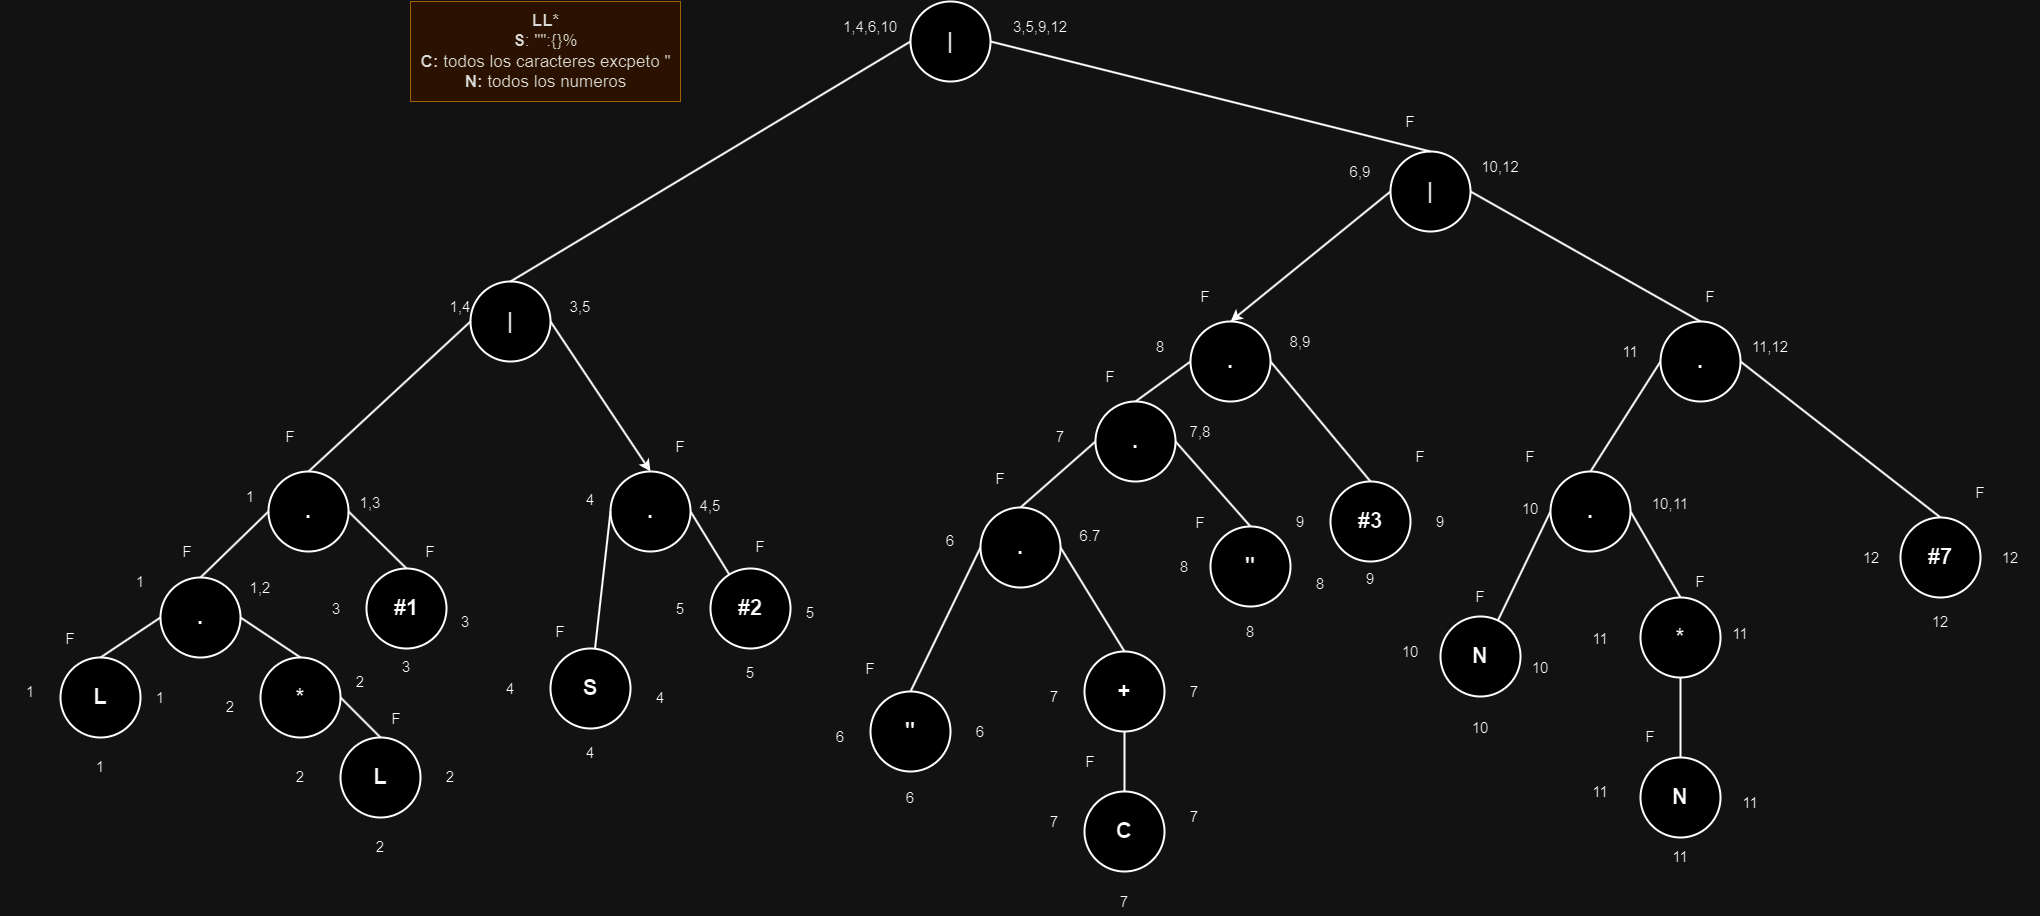 LL*
S: "":{}%
C: todos los caracteres excpeto "
N: todos los numeros
1,4,6,10
|
3,5,9,12
F
6,9
|
10,12
1,4
|
3,5
F
8
.
8,9
F
11
.
11,12
F
7
.
7,8
F
1
.
1,3
F
4
.
4,5
F
6
.
6.7
F
8
"
8
8
F
9
#3
9
9
F
10
.
10,11
F
12
#7
12
12
F
1
.
1,2
F
3
#1
3
3
F
5
#2
5
5
F
1
L
1
1
2
*
2
F
2
L
2
2
F
4
S
4
4
F
6
"
6
6
7
+
7
F
7
C
7
7
F
10
N
10
10
F
11
*
11
F
11
N
11
11